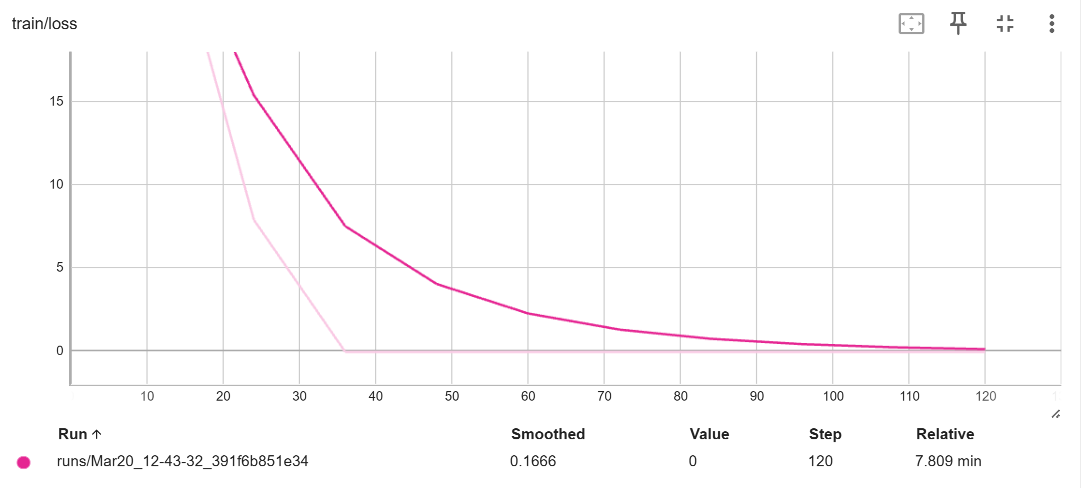 train/loss
15
10
5
0
10 20 30 40 50 60 70 80 90 100 110 120
Run ↑ Smoothed Value Step Relative
runs/Mar20_12-43-32_391f6b851e34 0.1666 0 120 7.809 min